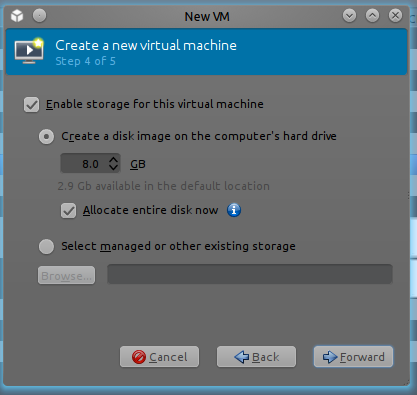 New VM
Create a new virtual machine
Step 4 of 5
Enable storage for this virtual machine
Create a disk image on the computer's hard drive
8.0 GB
2.9 Gb available in the default location
Allocate entire disk now
Select managed or other existing storage
Browse...
Cancel Back Forward